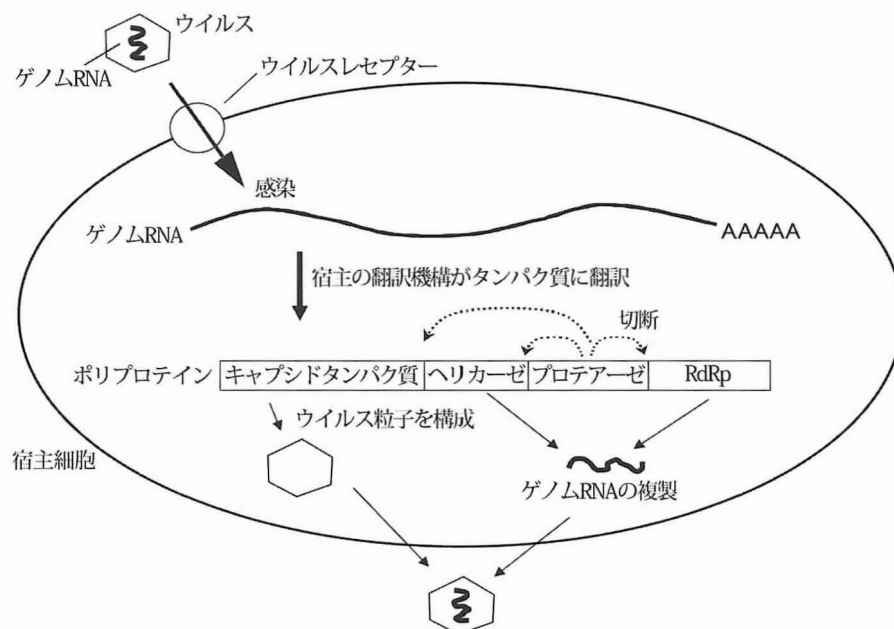 ウイルス
ゲノムRNA
ウイルスレセプター
感染
ゲノムRNA
AAAAA
宿主の翻訳機構がタンパク質に翻訳
切断
ポリプロテイン
キャプシドタンパク質
ヘリカーゼ
プロテアーゼ
RdRp
ウイルス粒子を構成
宿主細胞
ゲノムRNAの複製